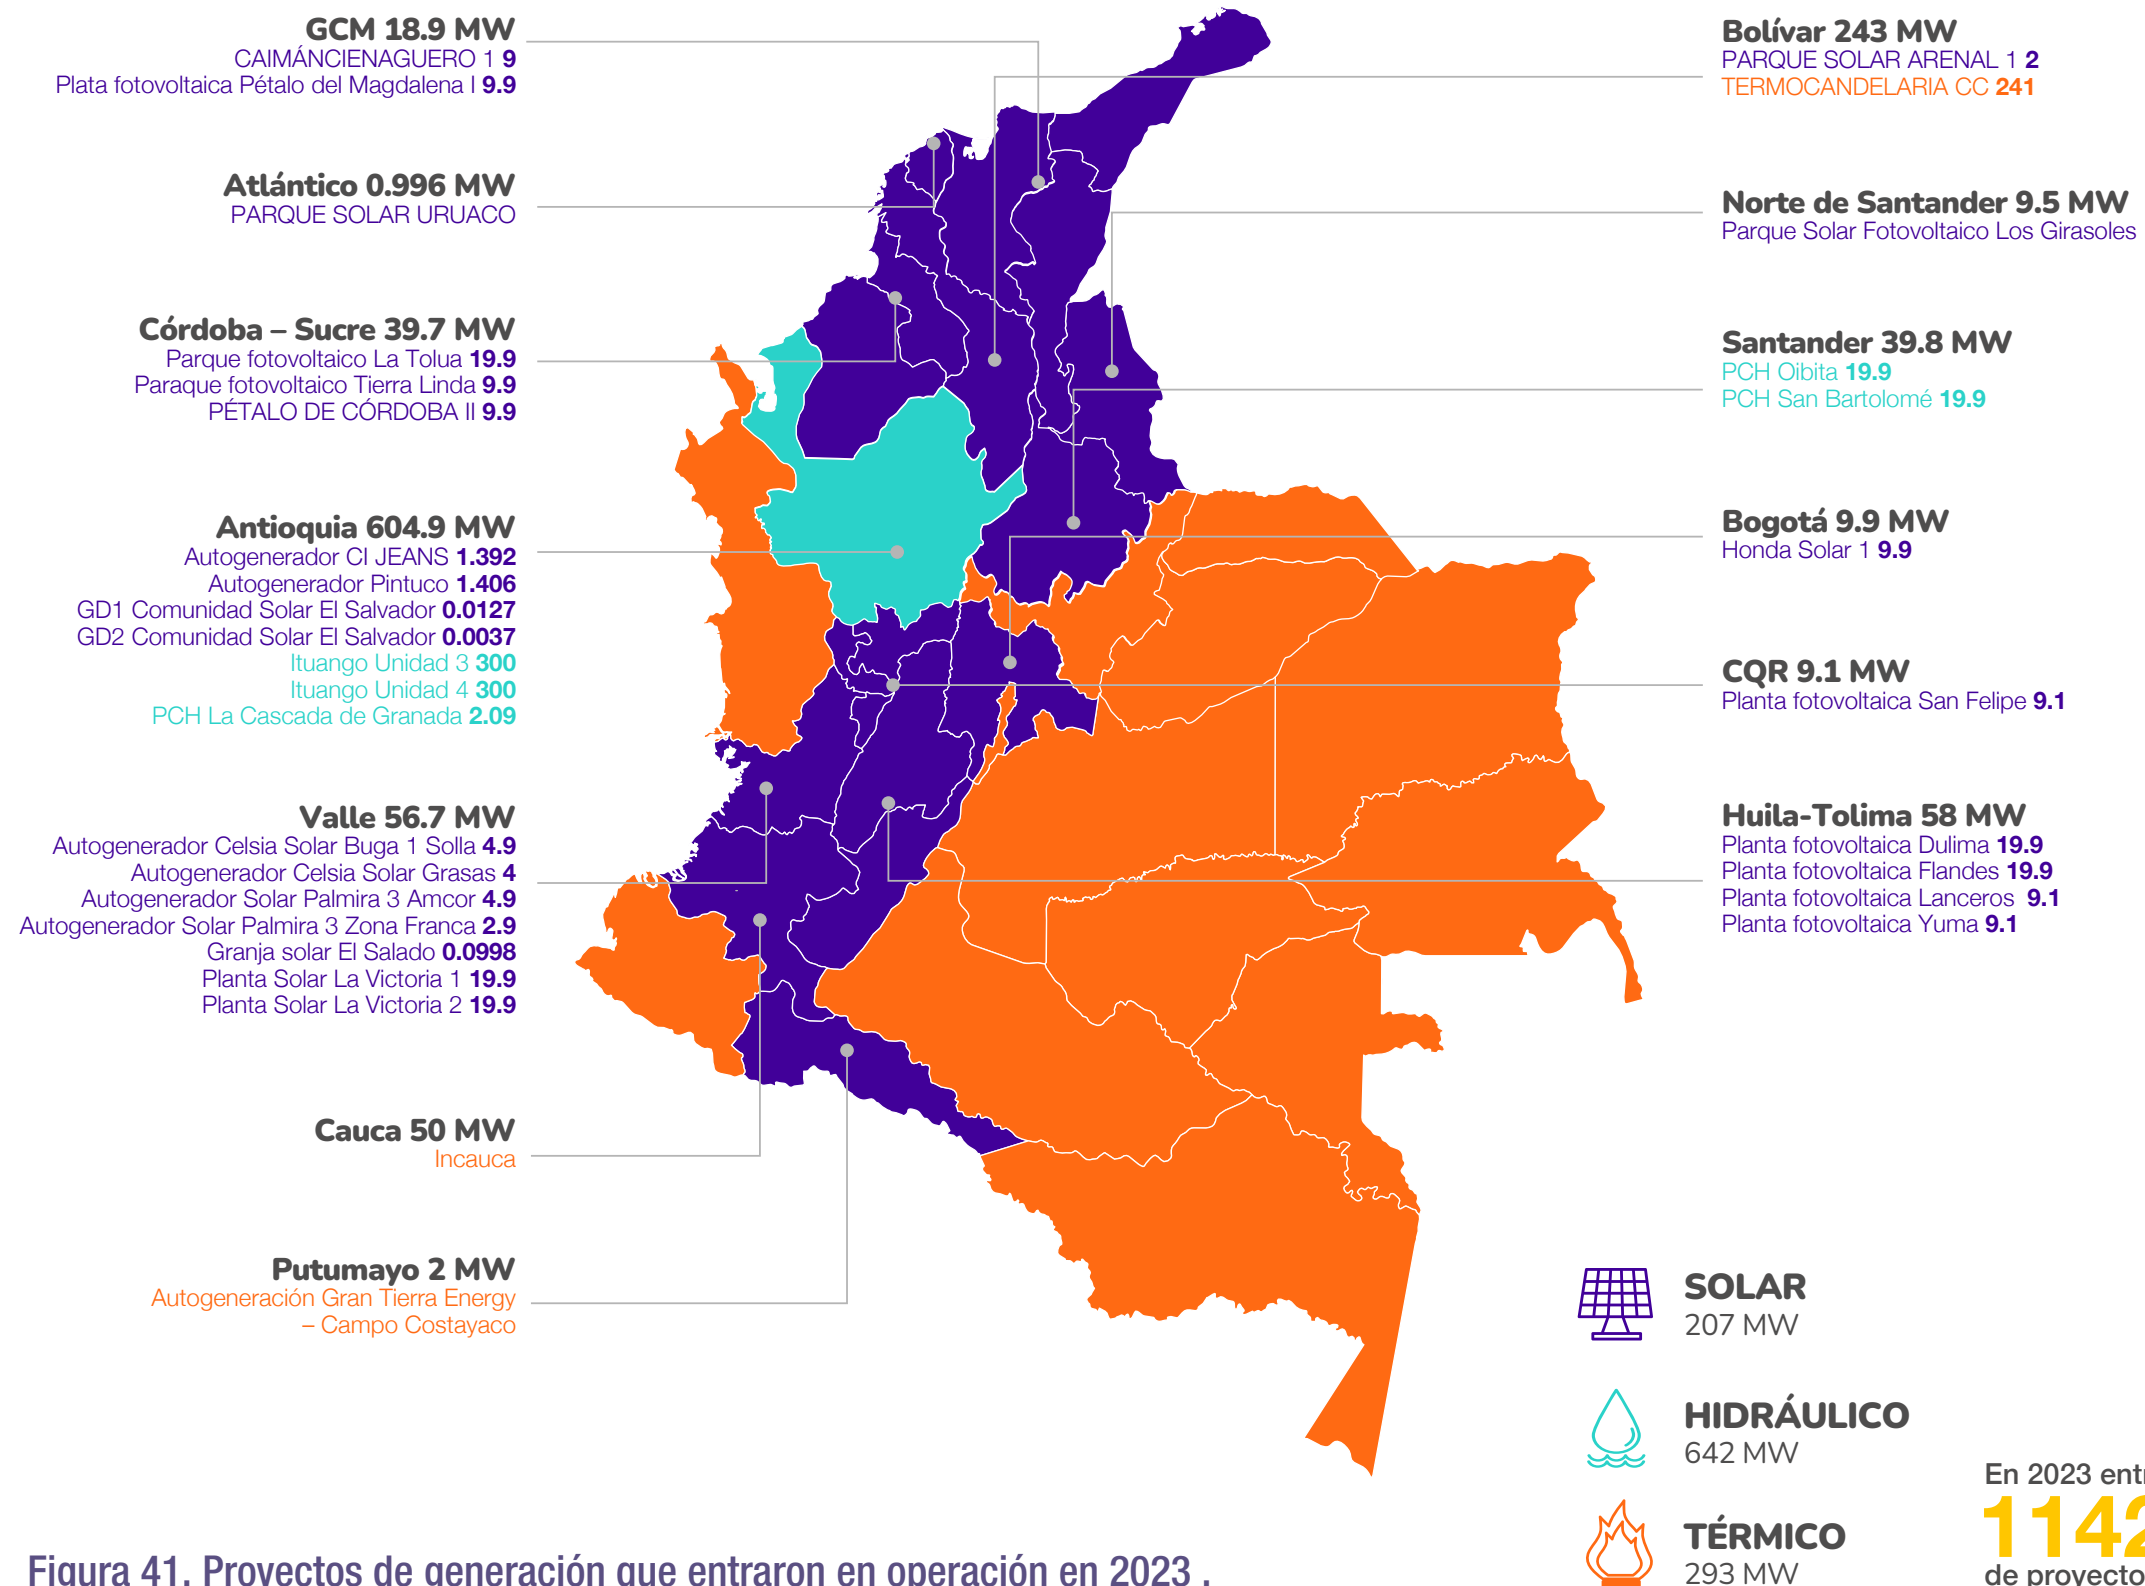 GCM 18.9 MW
CAIMÁNCIENAGUERO 1 9
Plata fotovoltaica Pétalo del Magdalena I 9.9
Atlántico 0.996 MW
PARQUE SOLAR URUACO
Córdoba – Sucre 39.7 MW
Parque fotovoltaico La Tolua 19.9
Paraque fotovoltaico Tierra Linda 9.9
PÉTALO DE CÓRDOBA II 9.9
Antioquia 604.9 MW
Autogenerador CI JEANS 1.392
Autogenerador Pintuco 1.406
GD1 Comunidad Solar El Salvador 0.0127
GD2 Comunidad Solar El Salvador 0.0037
Ituango Unidad 3 300
Ituango Unidad 4 300
PCH La Cascada de Granada 2.09
Valle 56.7 MW
Autogenerador Celsia Solar Buga 1 Solla 4.9
Autogenerador Celsia Solar Grasas 4
Autogenerador Solar Palmira 3 Amcor 4.9
Autogenerador Solar Palmira 3 Zona Franca 2.9
Granja solar El Salado 0.0998
Planta Solar La Victoria 1 19.9
Planta Solar La Victoria 2 19.9
Cauca 50 MW
Incauca
Putumayo 2 MW
Autogeneración Gran Tierra Energy
– Campo Costayaco
Bolívar 243 MW
PARQUE SOLAR ARENAL 1 2
TERMOCANDELARIA CC 241
Norte de Santander 9.5 MW
Parque Solar Fotovoltaico Los Girasoles
Santander 39.8 MW
PCH Oibita 19.9
PCH San Bartolomé 19.9
Bogotá 9.9 MW
Honda Solar 1 9.9
CQR 9.1 MW
Planta fotovoltaica San Felipe 9.1
Huila-Tolima 58 MW
Planta fotovoltaica Dulima 19.9
Planta fotovoltaica Flandes 19.9
Planta fotovoltaica Lanceros 9.1
Planta fotovoltaica Yuma 9.1
SOLAR
207 MW
HIDRÁULICO
642 MW
TÉRMICO
293 MW
En 2023 entr
1142
de proyecto
Figura 41. Proyectos de generación que entraron en operación en 2023 .